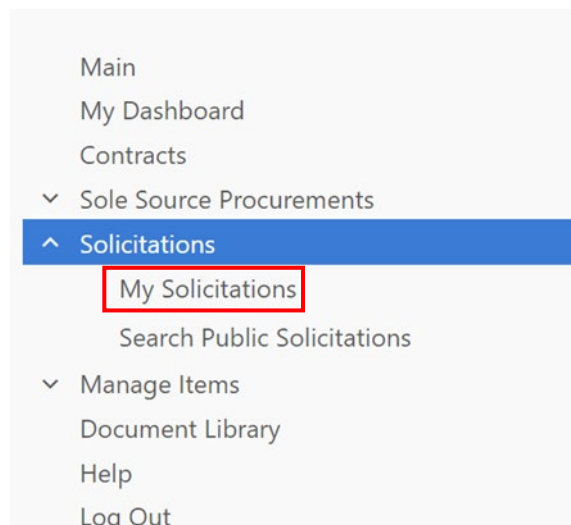 Main
My Dashboard
Contracts
Sole Source Procurements
Solicitations
My Solicitations
Search Public Solicitations
Manage Items
Document Library
Help
Log Out